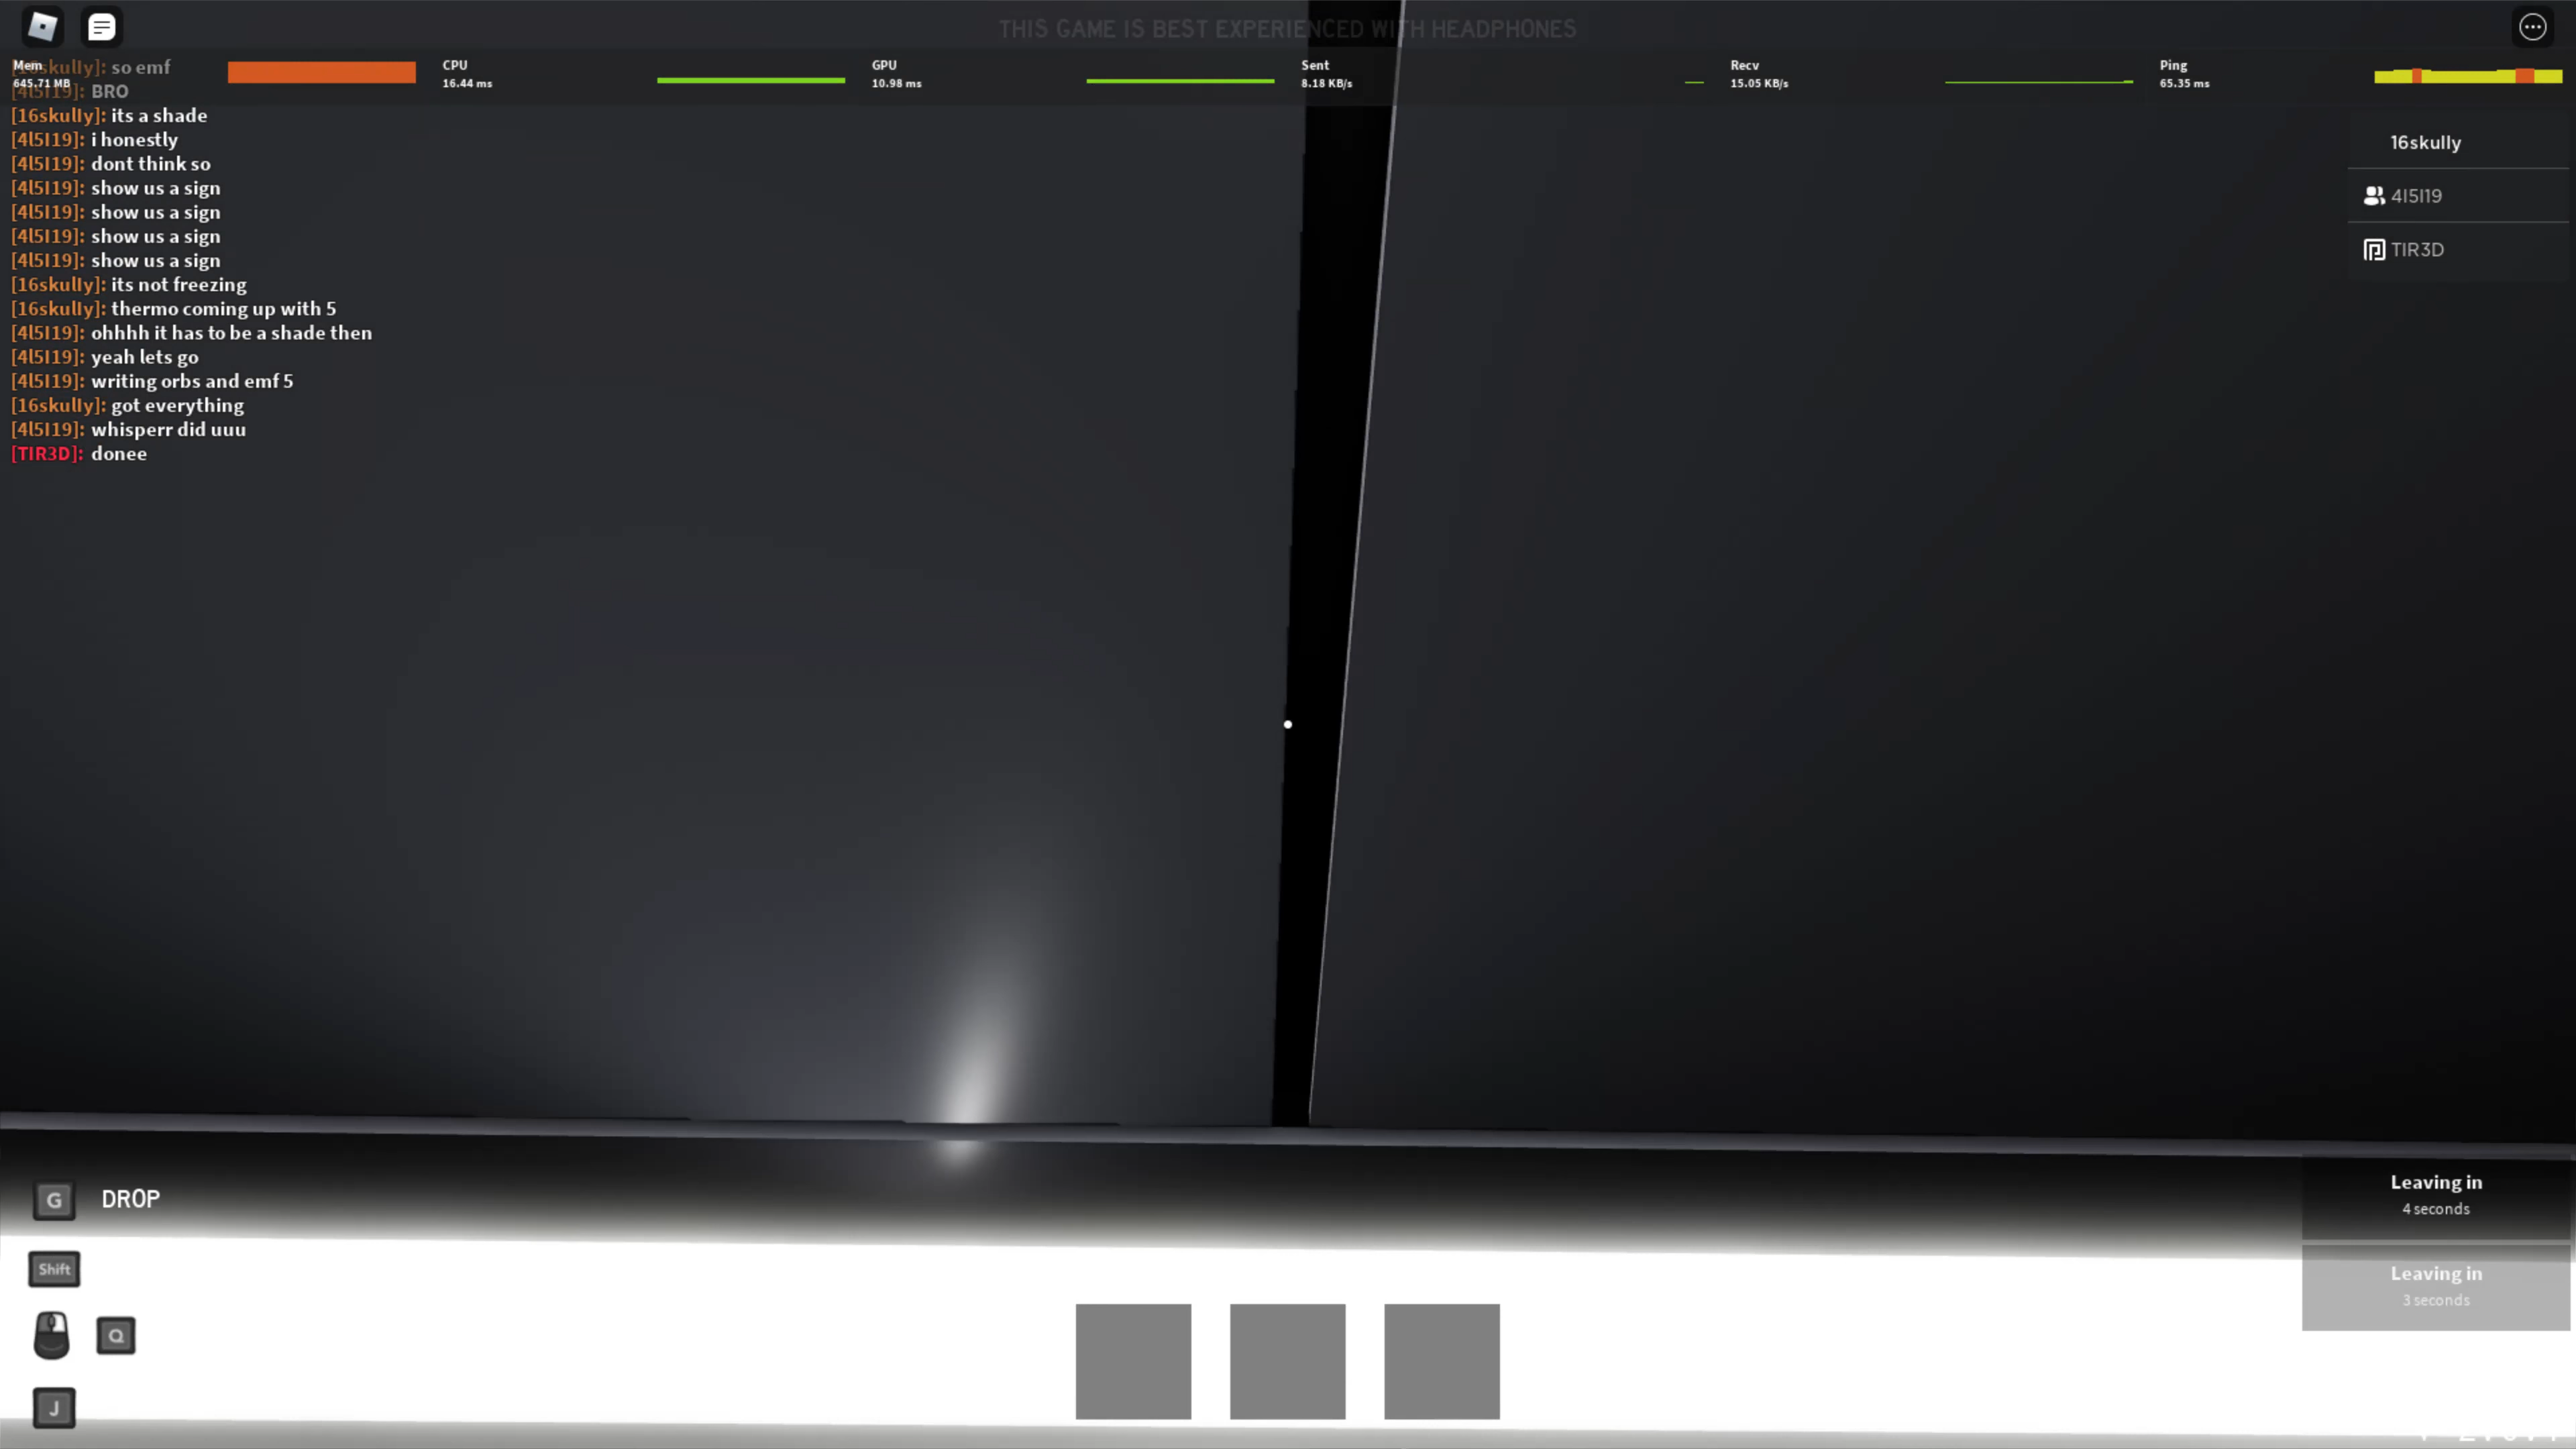 THIS GAME IS BEST EXPERIENCED WITH HEADPHONES
Mem
645.71 MB
CPU
16.44 ms
GPU
10.98 ms
Sent
8.18 KB/s
Recv
15.05 KB/s
Ping
65.35 ms
[16skully]: so emf
[4l5I19]: BRO
[16skully]: its a shade
[4l5I19]: i honestly
[4l5I19]: dont think so
[4l5I19]: show us a sign
[4l5I19]: show us a sign
[4l5I19]: show us a sign
[4l5I19]: show us a sign
[16skully]: its not freezing
[16skully]: thermo coming up with 5
[4l5I19]: ohhhh it has to be a shade then
[4l5I19]: yeah lets go
[4l5I19]: writing orbs and emf 5
[16skully]: got everything
[4l5I19]: whisperr did uuu
[TIR3D]: donee
16skully
4l5I19
TIR3D
G DROP
Shift
Q
J
Leaving in
4 seconds
Leaving in
3 seconds